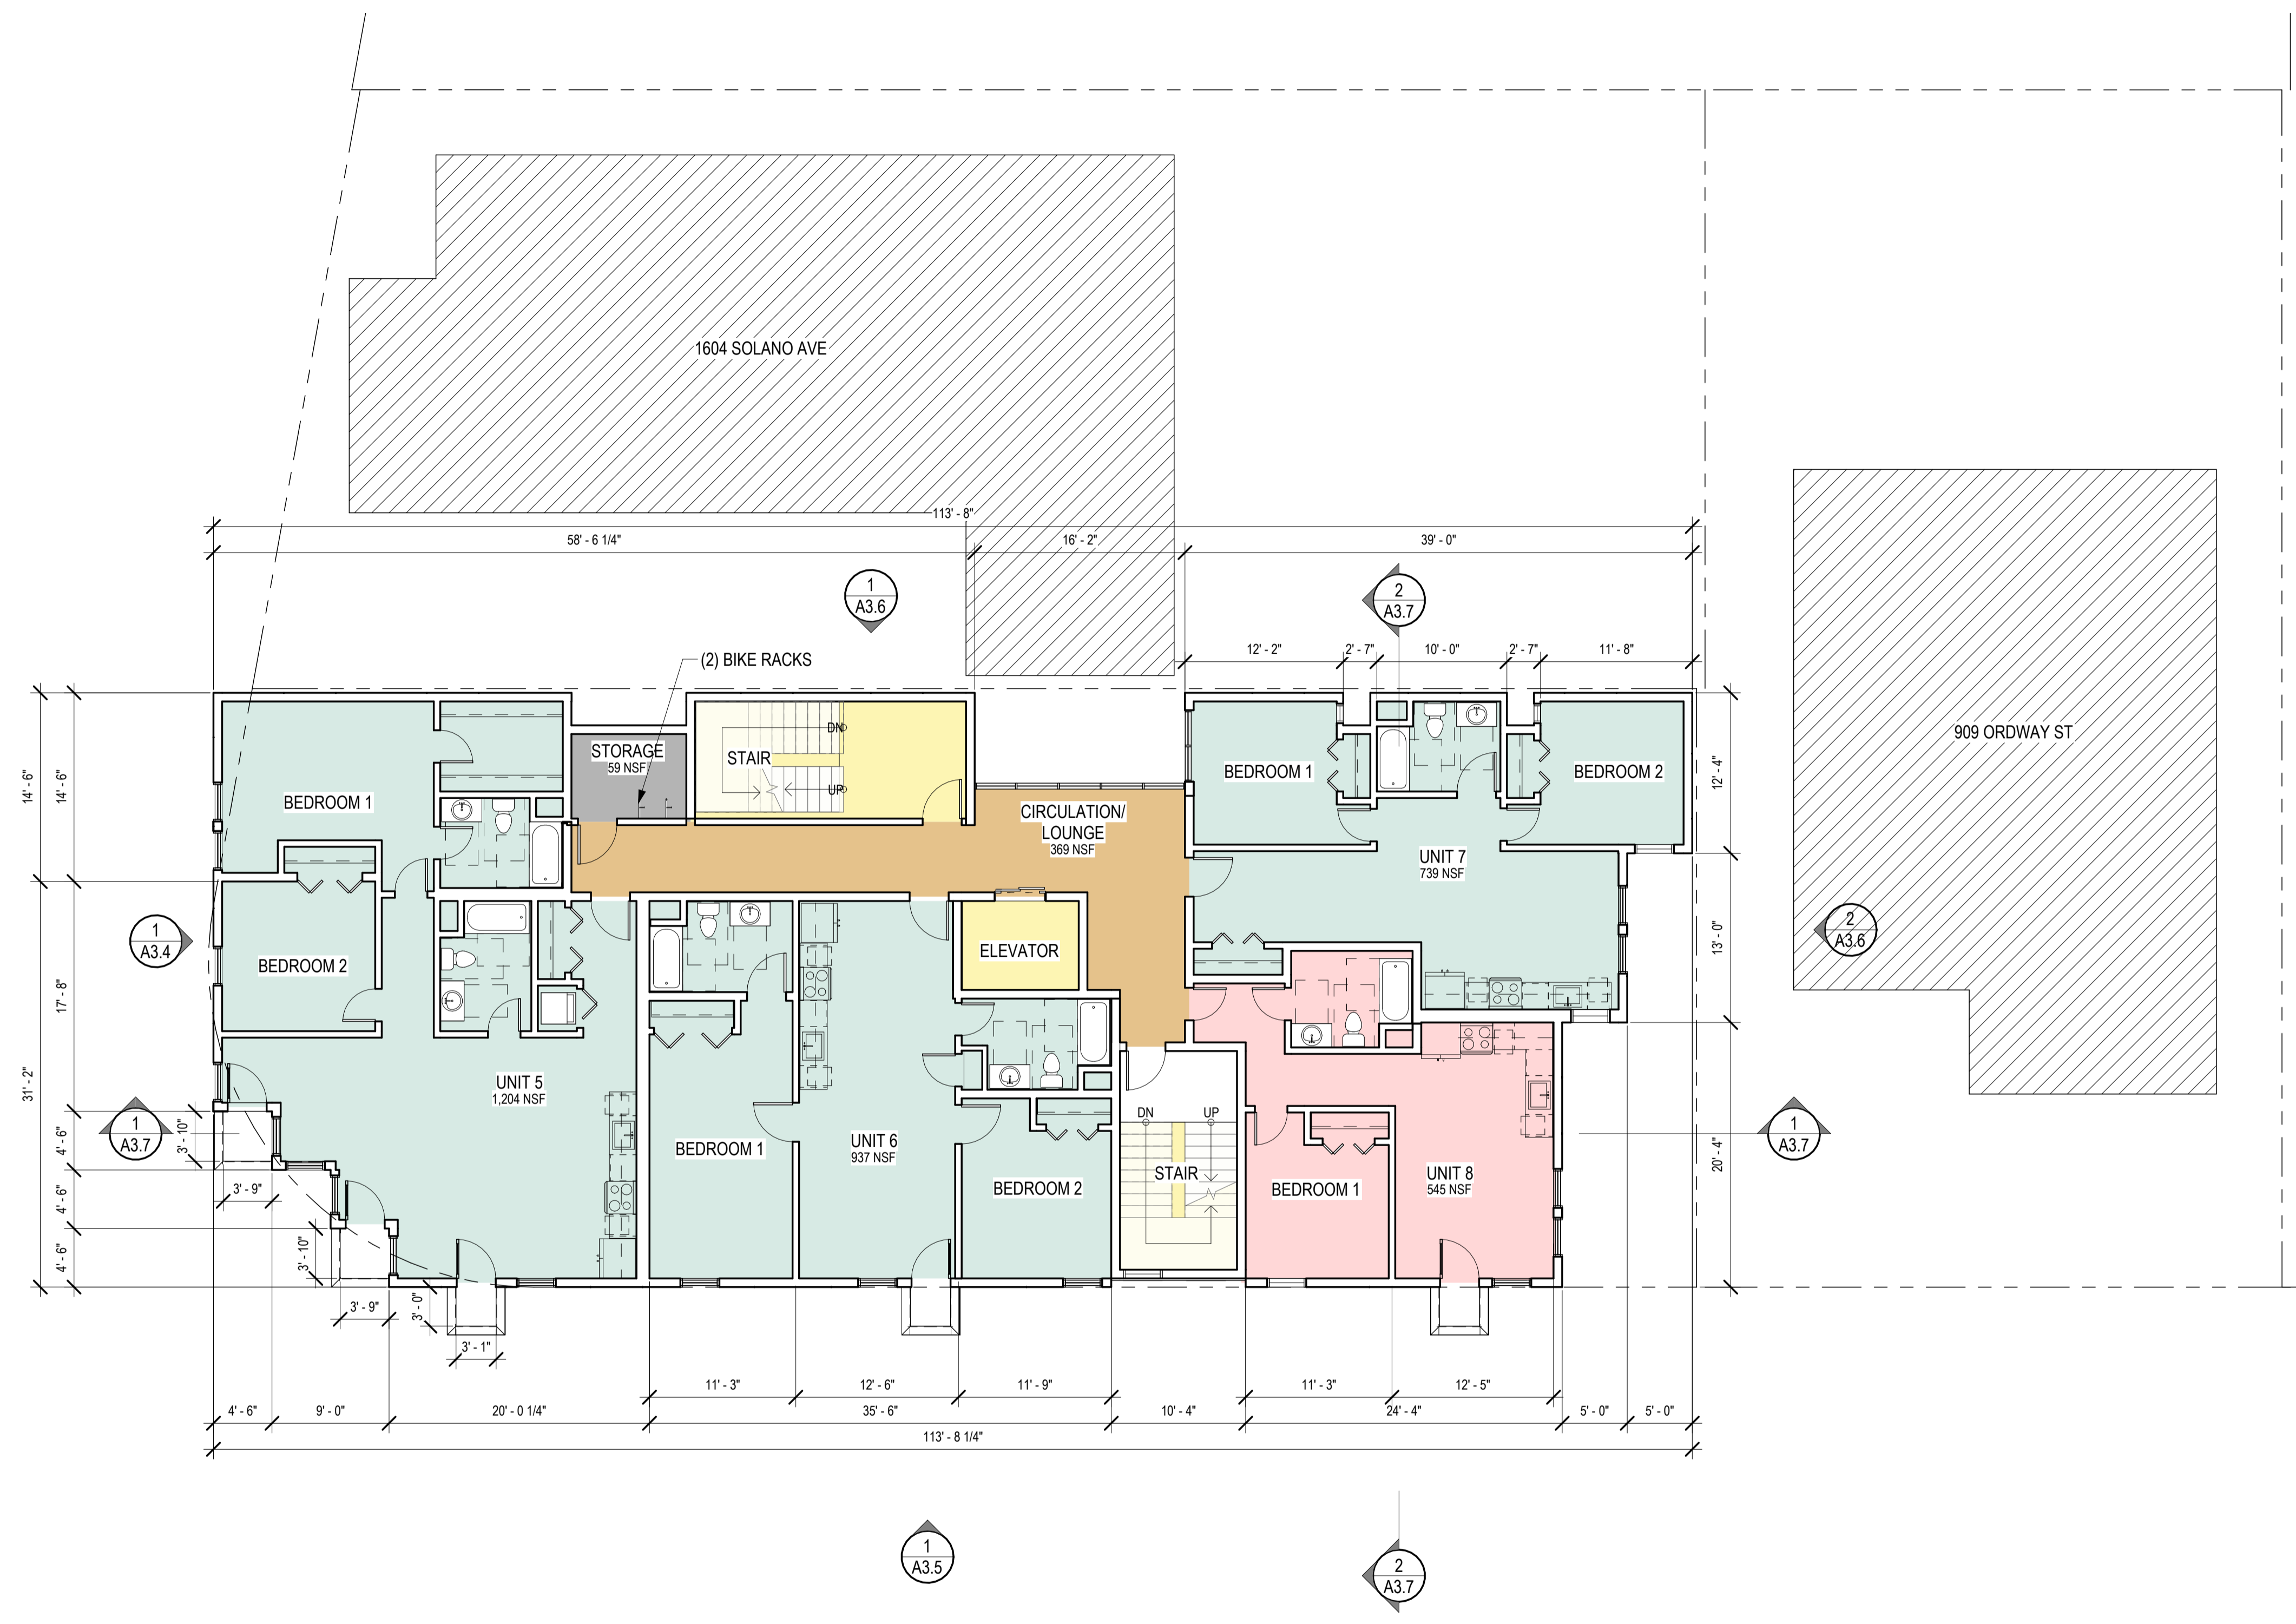 1604 SOLANO AVE
113' - 8"
58' - 6 1/4"
16' - 2"
39' - 0"
1
A3.6
2
A3.7
(2) BIKE RACKS
12' - 2"
2' - 7"
10' - 0"
2' - 7"
11' - 8"
909 ORDWAY ST
STORAGE
59 NSF
STAIR
DN
UP
BEDROOM 1
CIRCULATION/
LOUNGE
369 NSF
BEDROOM 1
BEDROOM 2
14' - 6"
14' - 6"
12' - 4"
UNIT 7
739 NSF
1
A3.4
BEDROOM 2
ELEVATOR
2
A3.6
13' - 0"
17' - 8"
31' - 2"
UNIT 5
1,204 NSF
1
A3.7
4' - 6"
3' - 10"
BEDROOM 1
UNIT 6
937 NSF
BEDROOM 2
DN
UP
STAIR
BEDROOM 1
UNIT 8
545 NSF
1
A3.7
20' - 4"
3' - 9"
4' - 6"
3' - 10"
4' - 6"
3' - 9"
3' - 0"
3' - 1"
11' - 3"
12' - 6"
11' - 9"
11' - 3"
12' - 5"
4' - 6"
9' - 0"
20' - 0 1/4"
35' - 6"
10' - 4"
24' - 4"
5' - 0"
5' - 0"
113' - 8 1/4"
1
A3.5
2
A3.7